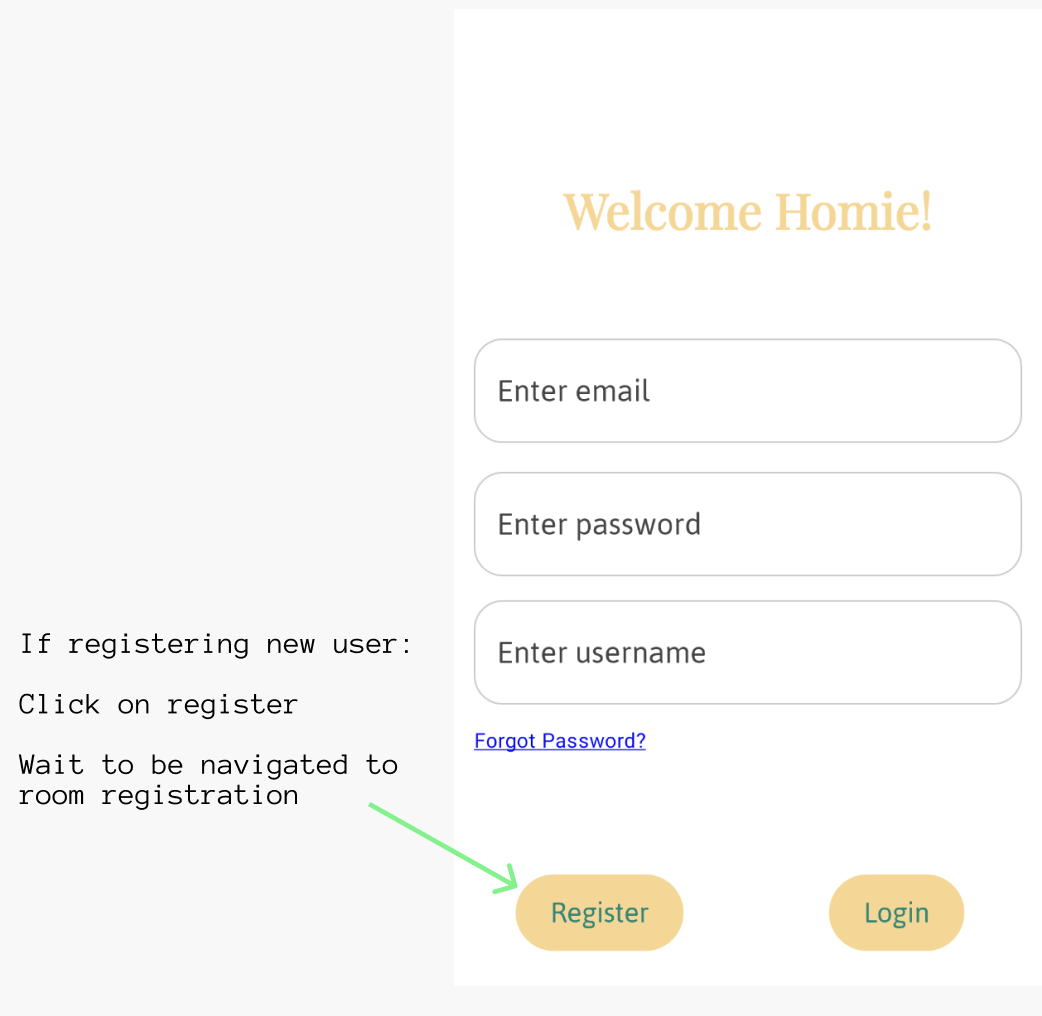 Welcome Homie!
Enter email
Enter password
Enter username
Forgot Password?
If registering new user:
Click on register
Wait to be navigated to
room registration
Register
Login